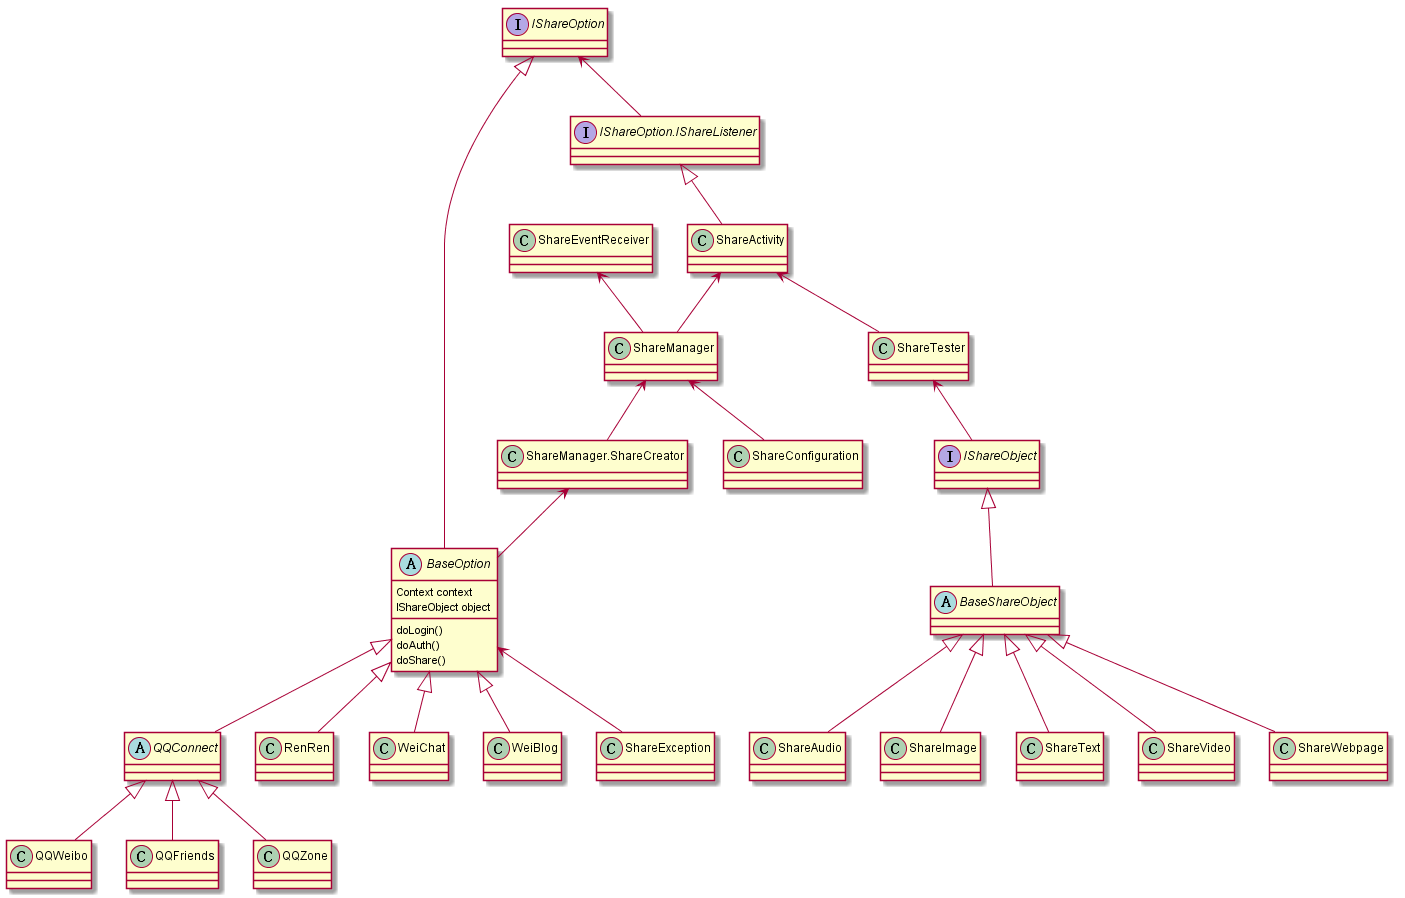 I IShareOption
I IShareOption.IShareListener
C ShareEventReceiver
C ShareActivity
C ShareManager
C ShareTester
C ShareManager.ShareCreator
C ShareConfiguration
I IShareObject
A BaseOption
Context context
IShareObject object
doLogin()
doAuth()
doShare()
A BaseShareObject
A QQConnect
C RenRen
C WeiChat
C WeiBlog
C ShareException
C ShareAudio
C ShareImage
C ShareText
C ShareVideo
C ShareWebpage
C QQWeibo
C QQFriends
C QQZone